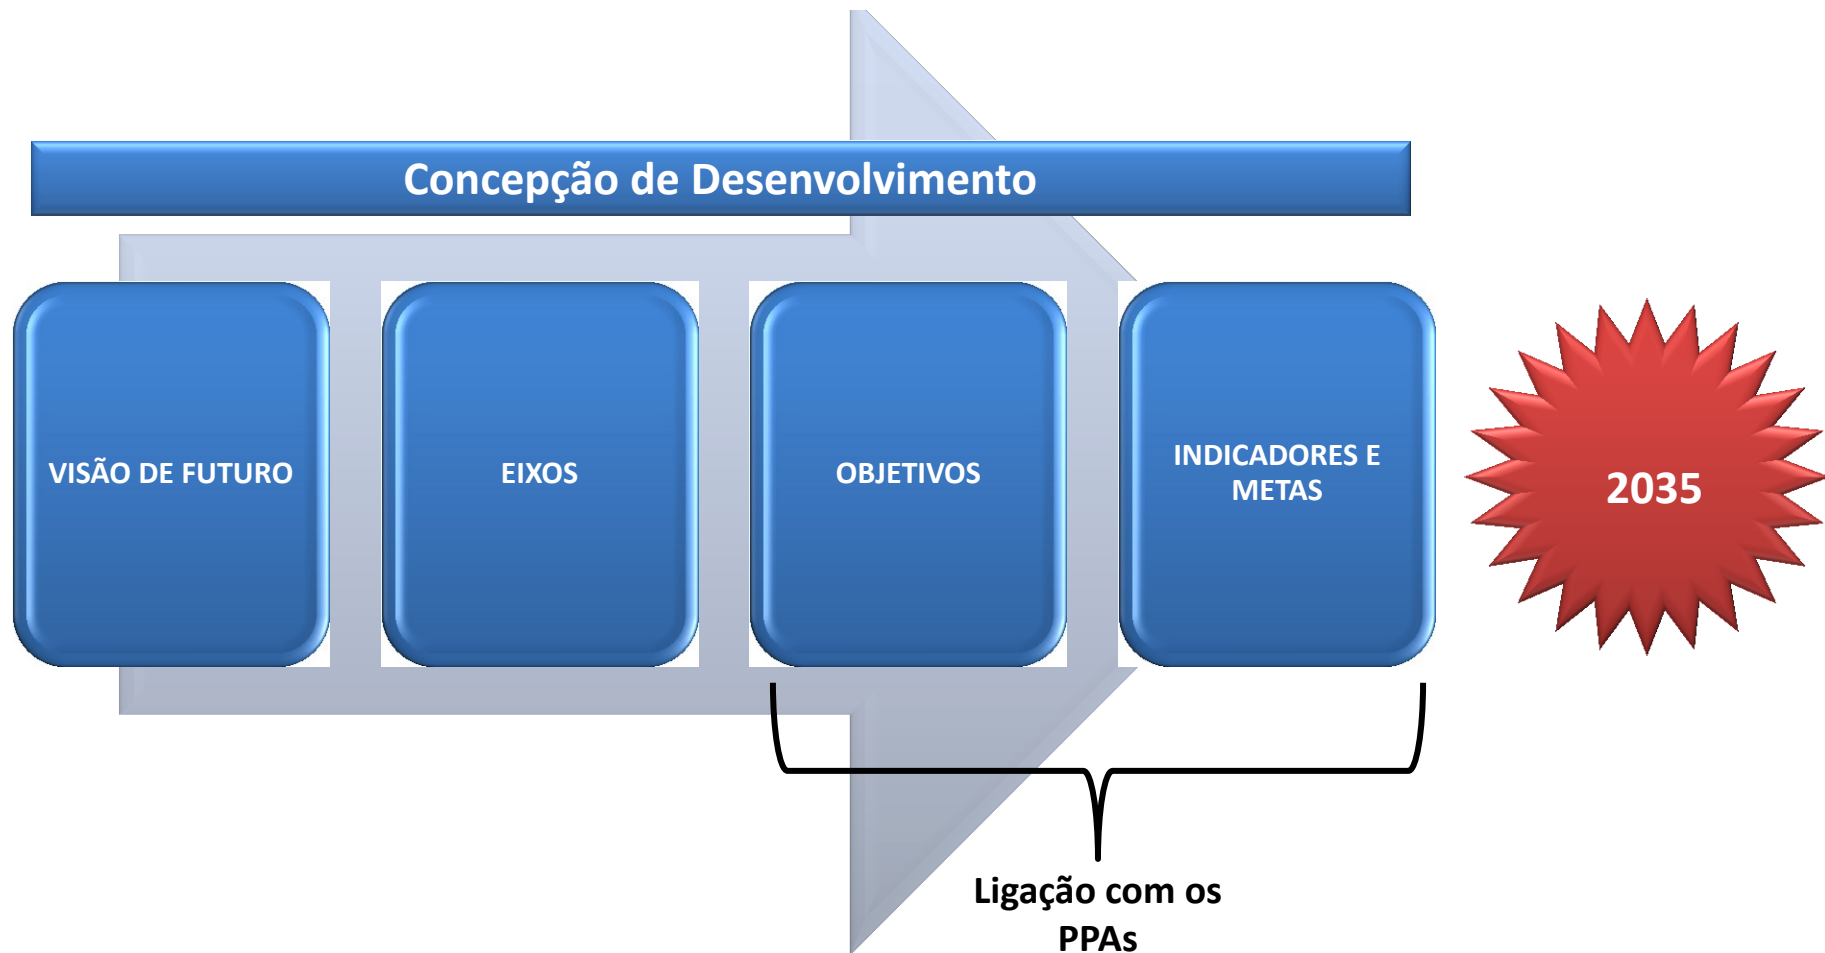 Concepção de Desenvolvimento
VISÃO DE FUTURO
EIXOS
OBJETIVOS
INDICADORES E
METAS
2035
Ligação com os
PPAs